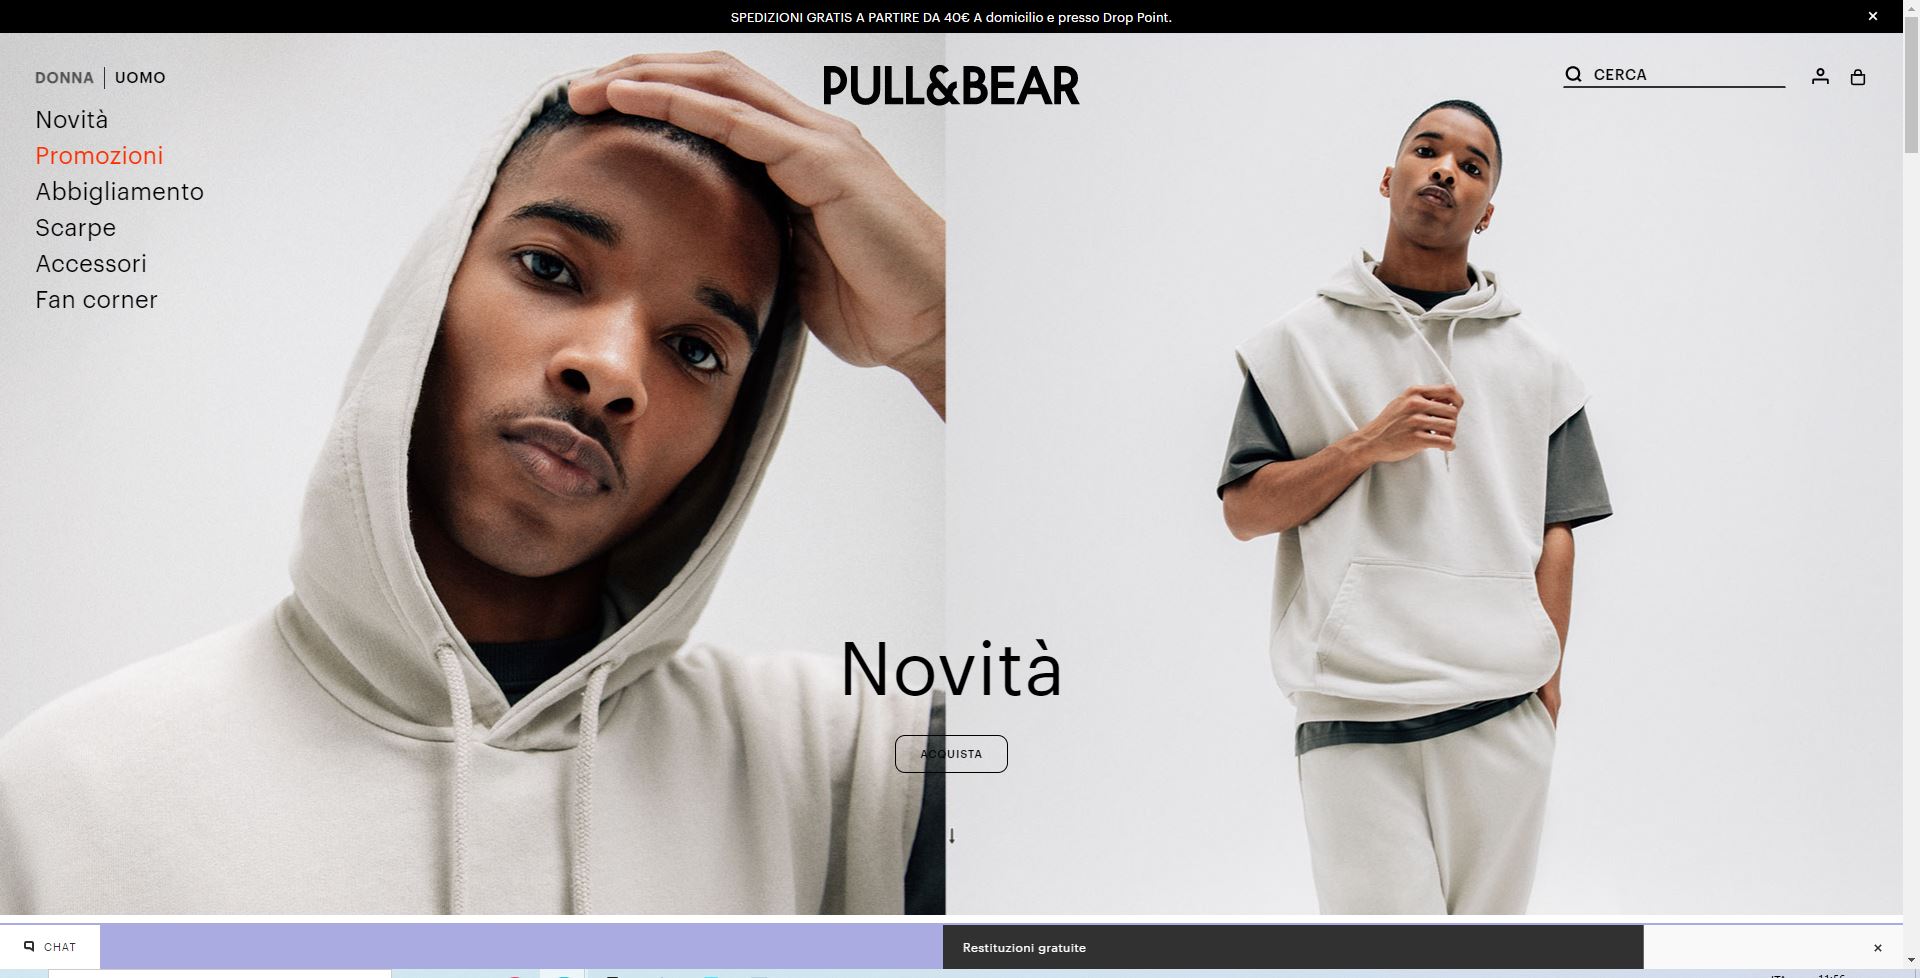 SPEDIZIONI GRATIS A PARTIRE DA 40€ A domicilio e presso Drop Point.
DONNA | UOMO
PULL&BEAR
CERCA
Novità
Promozioni
Abbigliamento
Scarpe
Accessori
Fan corner
Novità
ACQUISTA
CHAT
Restituzioni gratuite